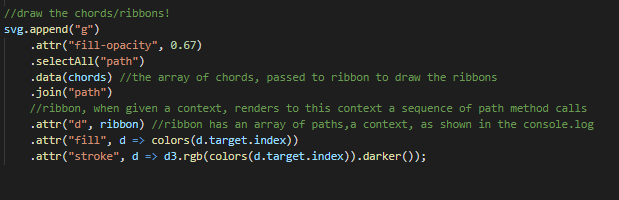 //draw the chords/ribbons!
svg.append("g")
.attr("fill-opacity", 0.67)
.selectAll("path")
.data(chords) //the array of chords, passed to ribbon to draw the ribbons
.join("path")
//ribbon, when given a context, renders to this context a sequence of path method calls
.attr("d", ribbon) //ribbon has an array of paths,a context, as shown in the console.log
.attr("fill", d => colors(d.target.index))
.attr("stroke", d => d3.rgb(colors(d.target.index)).darker());